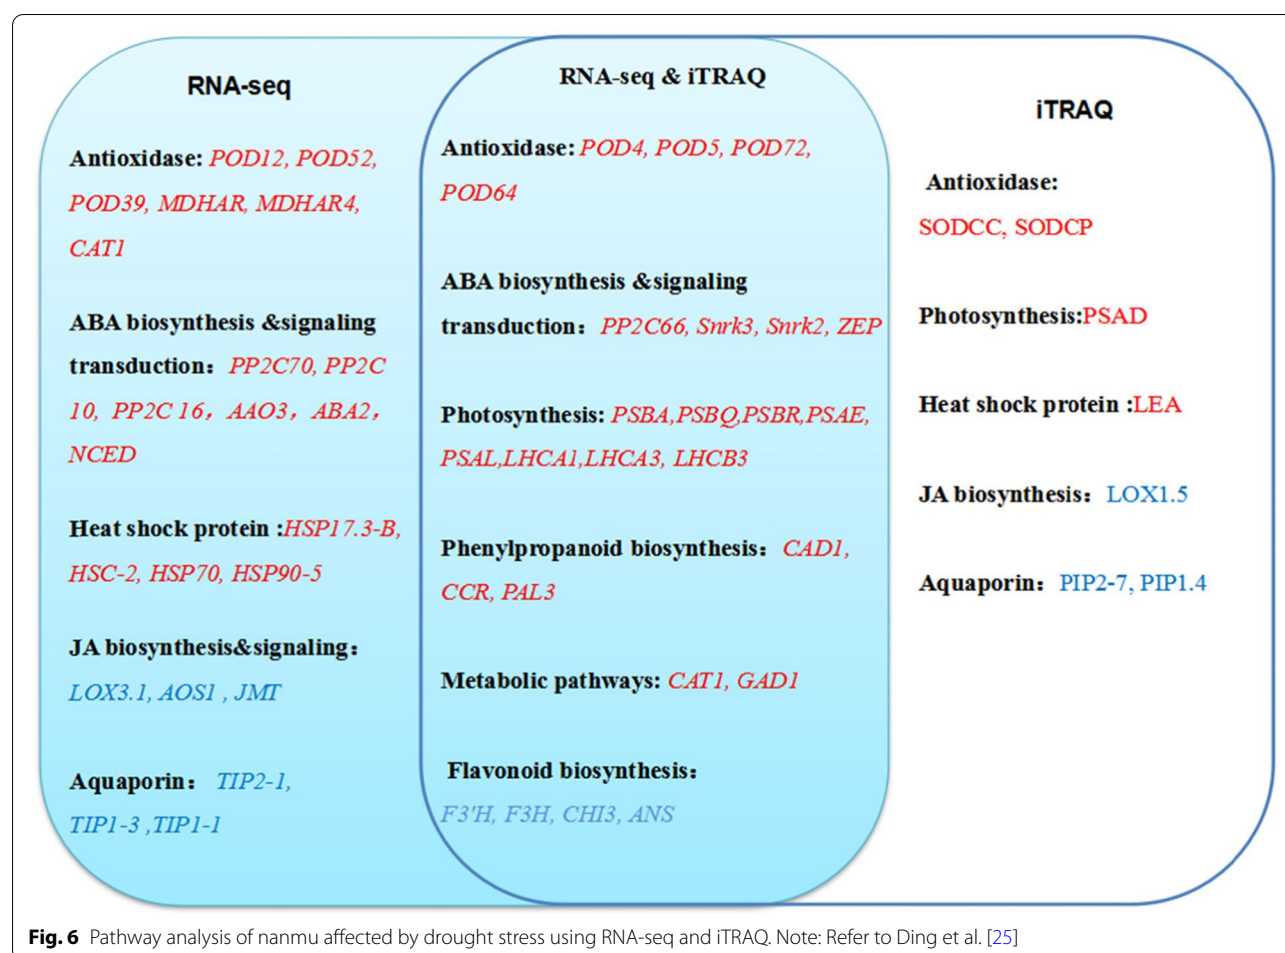 RNA-seq
Antioxidase: POD12, POD52,
POD39, MDHAR, MDHAR4,
CAT1
ABA biosynthesis &signaling
transduction： PP2C70, PP2C
10, PP2C 16， AAO3， ABA2，
NCED
Heat shock protein :HSP17.3-B,
HSC-2, HSP70, HSP90-5
JA biosynthesis&signaling：
LOX3.1, AOS1 , JMT
Aquaporin： TIP2-1,
TIP1-3 ,TIP1-1
RNA-seq & iTRAQ
Antioxidase: POD4, POD5, POD72,
POD64
ABA biosynthesis &signaling
transduction： PP2C66, Snrk3, Snrk2, ZEP
Photosynthesis: PSBA,PSBQ,PSBR,PSAE,
PSAL,LHCA1,LHCA3, LHCB3
Phenylpropanoid biosynthesis： CAD1,
CCR, PAL3
Metabolic pathways: CAT1, GAD1
Flavonoid biosynthesis：
F3'H, F3H, CHI3, ANS
iTRAQ
Antioxidase:
SODCC, SODCP
Photosynthesis:PSAD
Heat shock protein :LEA
JA biosynthesis： LOX1.5
Aquaporin： PIP2-7, PIP1.4
Fig. 6 Pathway analysis of nanmu affected by drought stress using RNA-seq and iTRAQ. Note: Refer to Ding et al. [25]